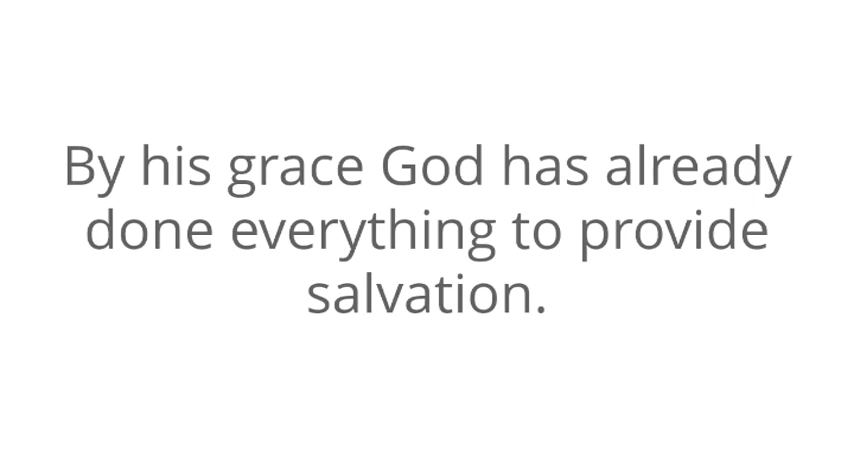 By his grace God has already
done everything to provide
salvation.